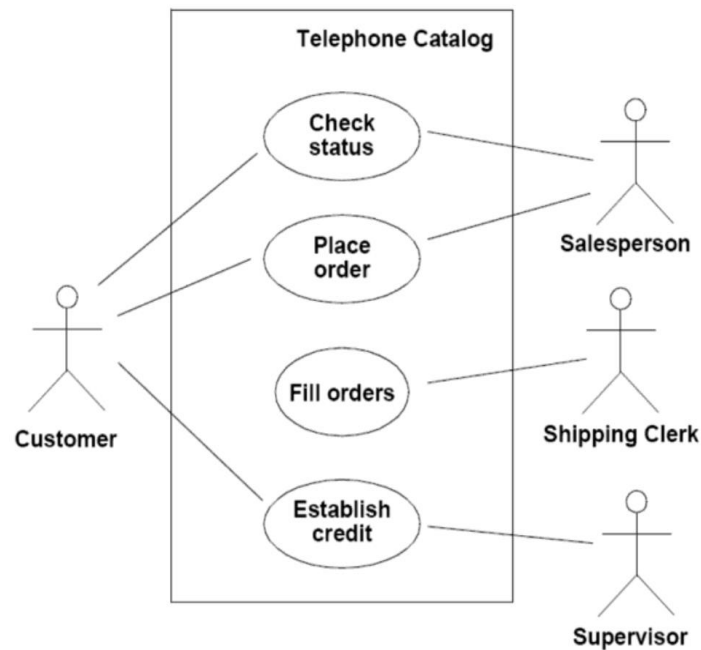 Telephone Catalog
Check
status
Place
order
Salesperson
Fill orders
Customer
Shipping Clerk
Establish
credit
Supervisor